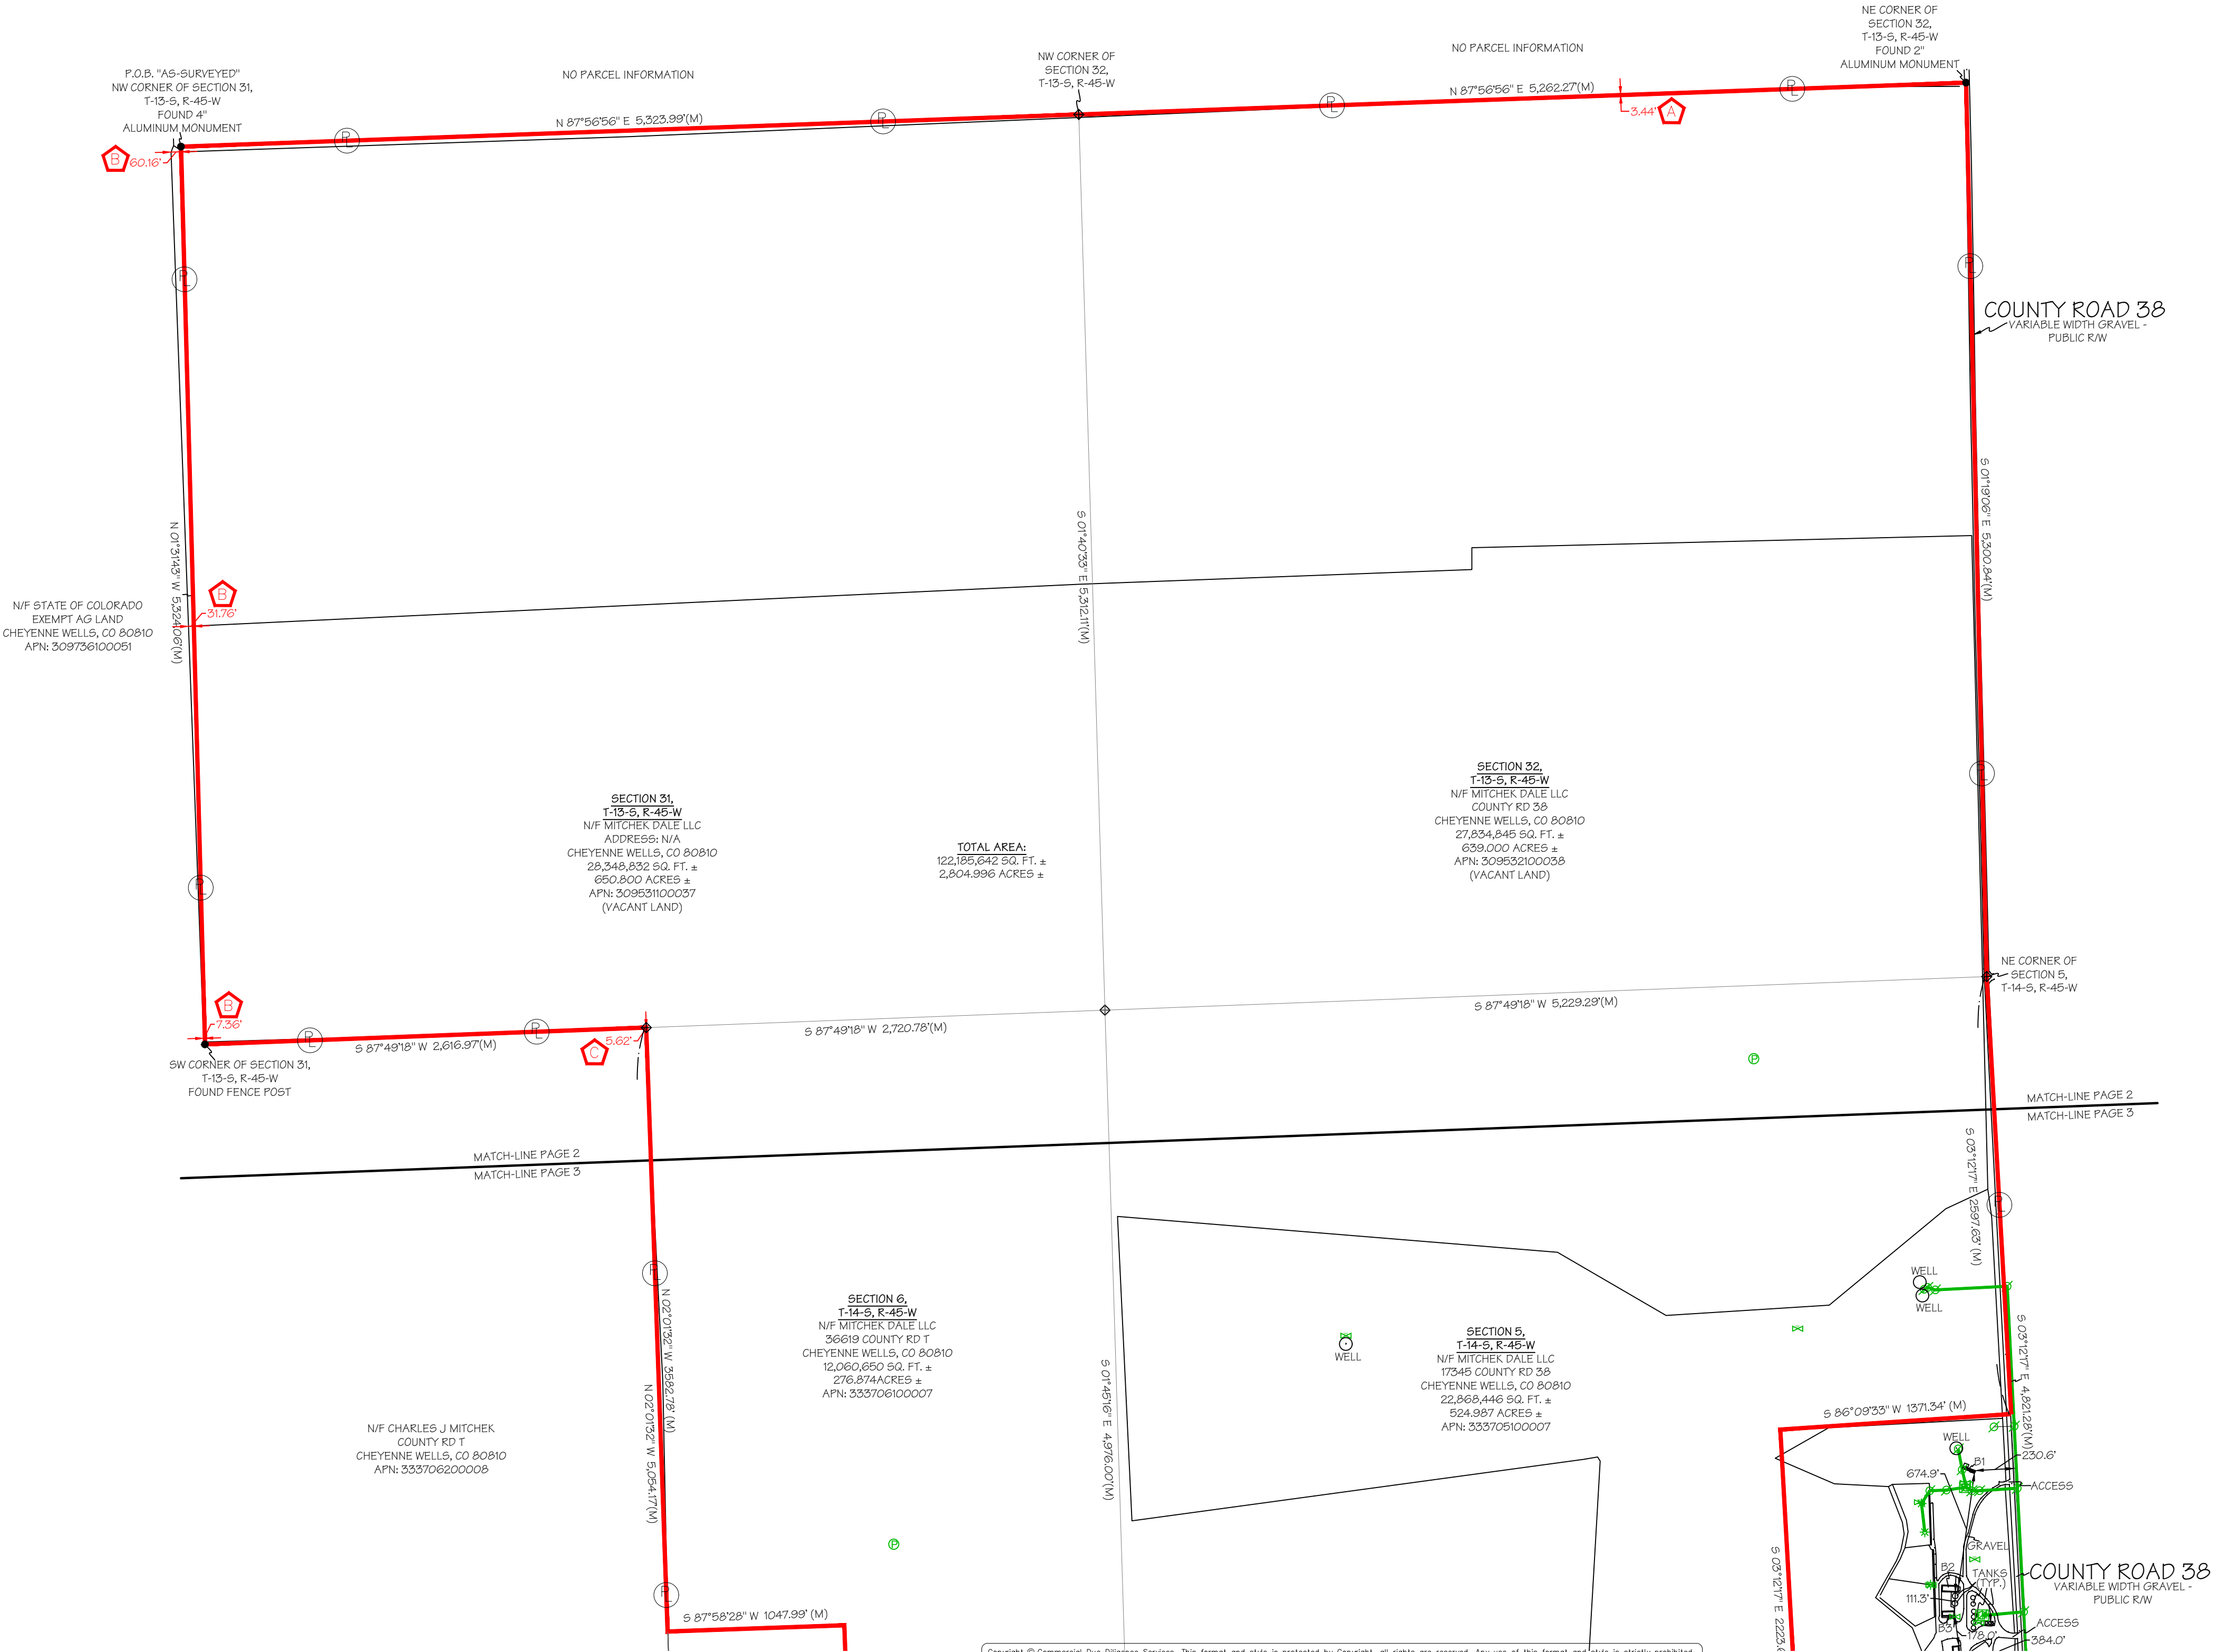 NE CORNER OF
SECTION 32,
T-13-S, R-45-W
FOUND 2"
ALUMINUM MONUMENT
NO PARCEL INFORMATION
NW CORNER OF
SECTION 32,
T-13-S, R-45-W
NO PARCEL INFORMATION
P.O.B. "AS-SURVEYED"
NW CORNER OF SECTION 31,
T-13-S, R-45-W
FOUND 4"
ALUMINUM MONUMENT
N 87°56'56" E 5,262.27'(M)
3.44'
A
N 87°56'56" E 5,323.99'(M)
B
60.16'
COUNTY ROAD 38
VARIABLE WIDTH GRAVEL -
PUBLIC R/W
S 01°19'06" E 5,300.84'(M)
S 01°40'33" E 5,312.11'(M)
N 01°31'43" W 5,324.06'(M)
B
31.76'
N/F STATE OF COLORADO
EXEMPT AG LAND
CHEYENNE WELLS, CO 80810
APN: 309736100051
SECTION 31,
T-13-S, R-45-W
N/F MITCHEK DALE LLC
ADDRESS: N/A
CHEYENNE WELLS, CO 80810
28,348,832 SQ. FT. ±
650.800 ACRES ±
APN: 309531100037
(VACANT LAND)
TOTAL AREA:
122,185,642 SQ. FT. ±
2,804.996 ACRES ±
SECTION 32,
T-13-S, R-45-W
N/F MITCHEK DALE LLC
COUNTY RD 38
CHEYENNE WELLS, CO 80810
27,834,845 SQ. FT. ±
639.000 ACRES ±
APN: 309532100038
(VACANT LAND)
NE CORNER OF
SECTION 5,
T-14-S, R-45-W
B
7.36'
S 87°49'18" W 2,616.97'(M)
C
5.62'
S 87°49'18" W 2,720.78'(M)
S 87°49'18" W 5,229.29'(M)
SW CORNER OF SECTION 31,
T-13-S, R-45-W
FOUND FENCE POST
P
MATCH-LINE PAGE 2
MATCH-LINE PAGE 3
MATCH-LINE PAGE 2
MATCH-LINE PAGE 3
S 03°12'17" E 2597.63' (M)
WELL
WELL
SECTION 6,
T-14-S, R-45-W
N/F MITCHEK DALE LLC
36619 COUNTY RD T
CHEYENNE WELLS, CO 80810
12,060,650 SQ. FT. ±
276.874ACRES ±
APN: 333706100007
N 02°01'32" W 3582.78' (M)
N 02°01'32" W 5,054.17'(M)
S 01°45'16" E 4,976.00'(M)
WELL
SECTION 5,
T-14-S, R-45-W
N/F MITCHEK DALE LLC
17345 COUNTY RD 38
CHEYENNE WELLS, CO 80810
22,868,446 SQ. FT. ±
524.987 ACRES ±
APN: 333705100007
S 03°12'17" E 4,821.28'(M)
S 86°09'33" W 1371.34' (M)
N/F CHARLES J MITCHEK
COUNTY RD T
CHEYENNE WELLS, CO 80810
APN: 333706200008
WELL
B1
230.6'
674.9'
ACCESS
P
GRAVEL
B2
TANKS
(TYP.)
111.3'
B3
178.0'
COUNTY ROAD 38
VARIABLE WIDTH GRAVEL -
PUBLIC R/W
ACCESS
384.0'
S 03°12'17" E
S 87°58'28" W 1047.99' (M)